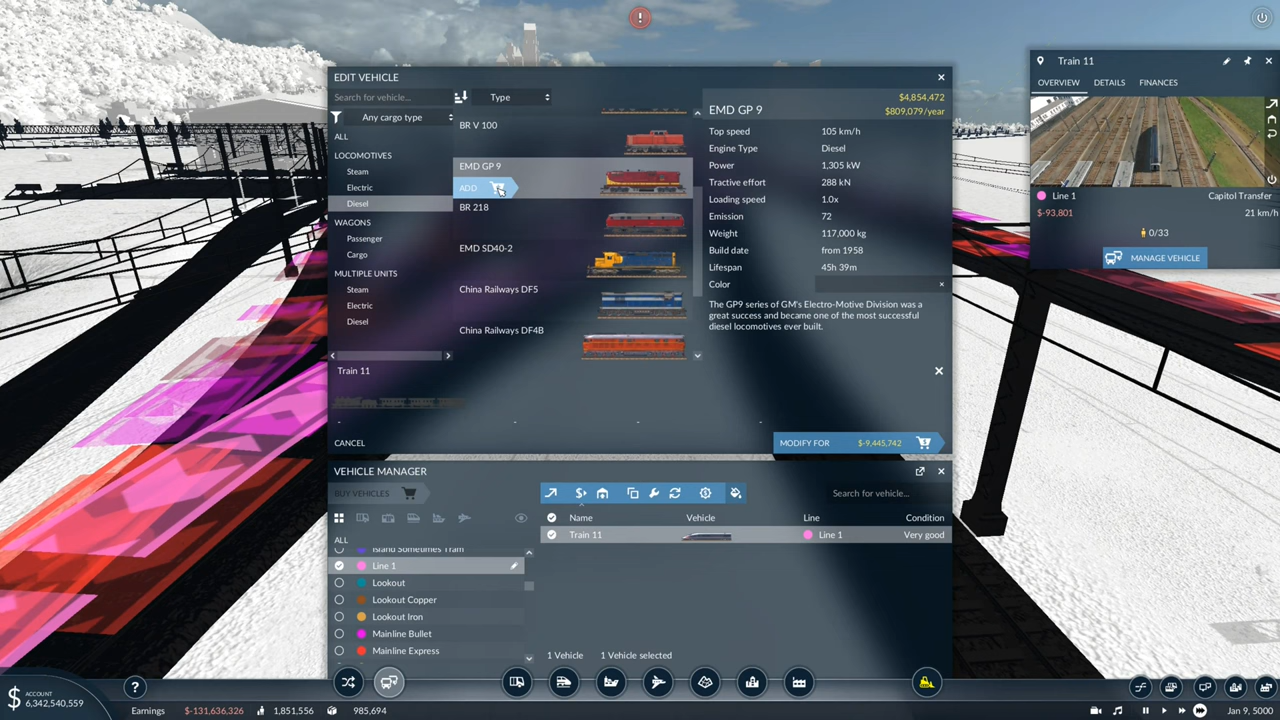 EDIT VEHICLE
Search for vehicle...
Type
Any cargo type
ALL
LOCOMOTIVES
Steam
Electric
Diesel
WAGONS
Passenger
Cargo
MULTIPLE UNITS
Steam
Electric
Diesel
BR V 100
EMD GP 9
ADD
BR 218
EMD SD40-2
China Railways DF5
China Railways DF4B
$4,854,472
EMD GP 9
$809,079/year
Top speed 105 km/h
Engine Type Diesel
Power 1,305 kW
Tractive effort 288 kN
Loading speed 1.0x
Emission 72
Weight 117,000 kg
Build date from 1958
Lifespan 45h 39m
Color
The GP9 series of GM's Electro-Motive Division was a
great success and became one of the most successful
diesel locomotives ever built.
Train 11
CANCEL
MODIFY FOR $-9,445,742
Train 11
OVERVIEW DETAILS FINANCES
Line 1 Capitol Transfer
$-93,801 21 km/h
0/33
MANAGE VEHICLE
VEHICLE MANAGER
BUY VEHICLES
Search for vehicle...
ALL
Island Sometimes Tram
Line 1
Lookout
Lookout Copper
Lookout Iron
Mainline Bullet
Mainline Express
Name Vehicle Line Condition
Train 11 Line 1 Very good
1 Vehicle 1 Vehicle selected
$ ACCOUNT
6,342,540,559
?
Earnings $-131,636,326 1,851,556 985,694
Jan 9, 5000